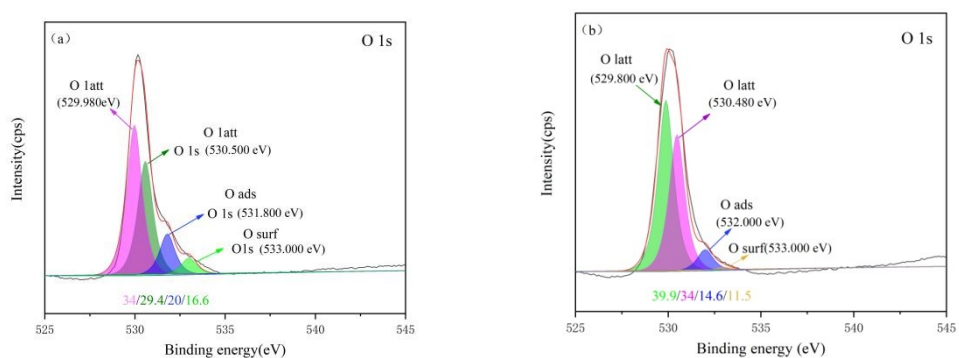 (a)
O 1s
O 1att
(529.980eV)
O 1att
O 1s (530.500 eV)
O ads
O 1s (531.800 eV)
O surf
O1s (533.000 eV)
34/29.4/20/16.6
525
530
535
540
545
Binding energy(eV)
Intensity(cps)
(b)
O 1s
O latt
(529.800 eV)
O latt
(530.480 eV)
O ads
(532.000 eV)
O surf(533.000 eV)
39.9/34/14.6/11.5
525
530
535
540
545
Binding energy (eV)
Intensity(cps)